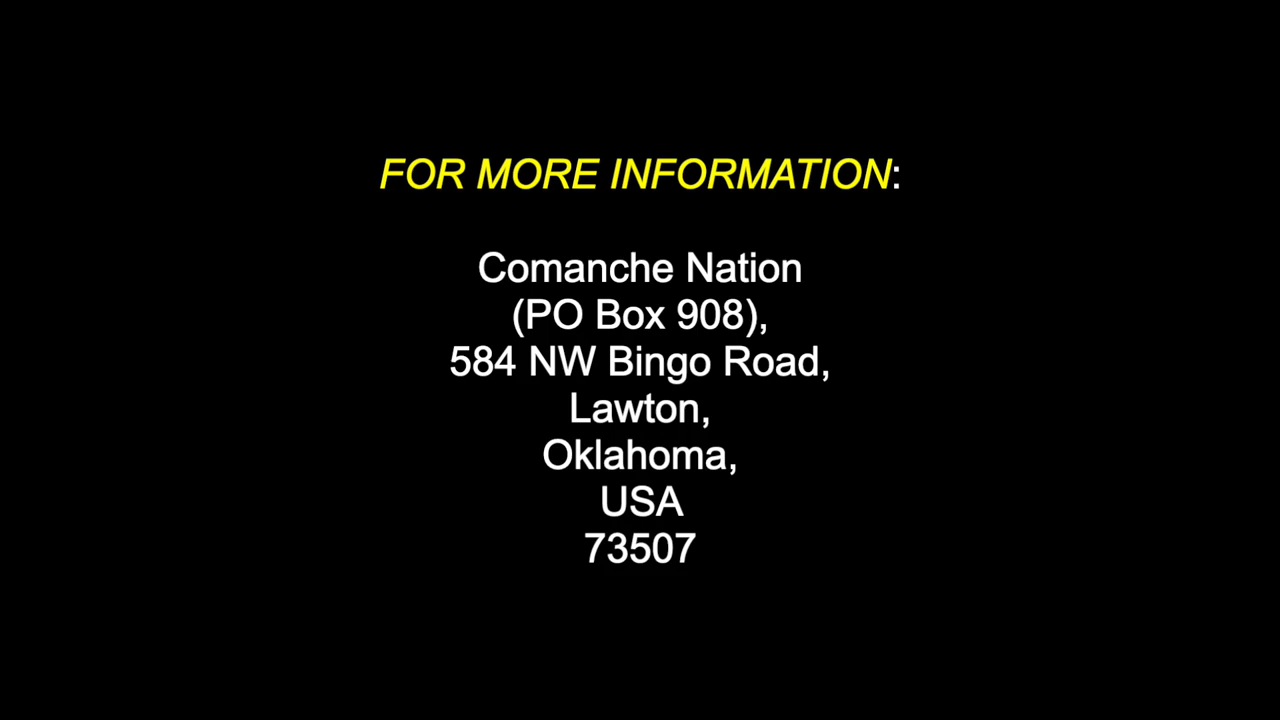 FOR MORE INFORMATION:
Comanche Nation
(PO Box 908),
584 NW Bingo Road,
Lawton,
Oklahoma,
USA
73507